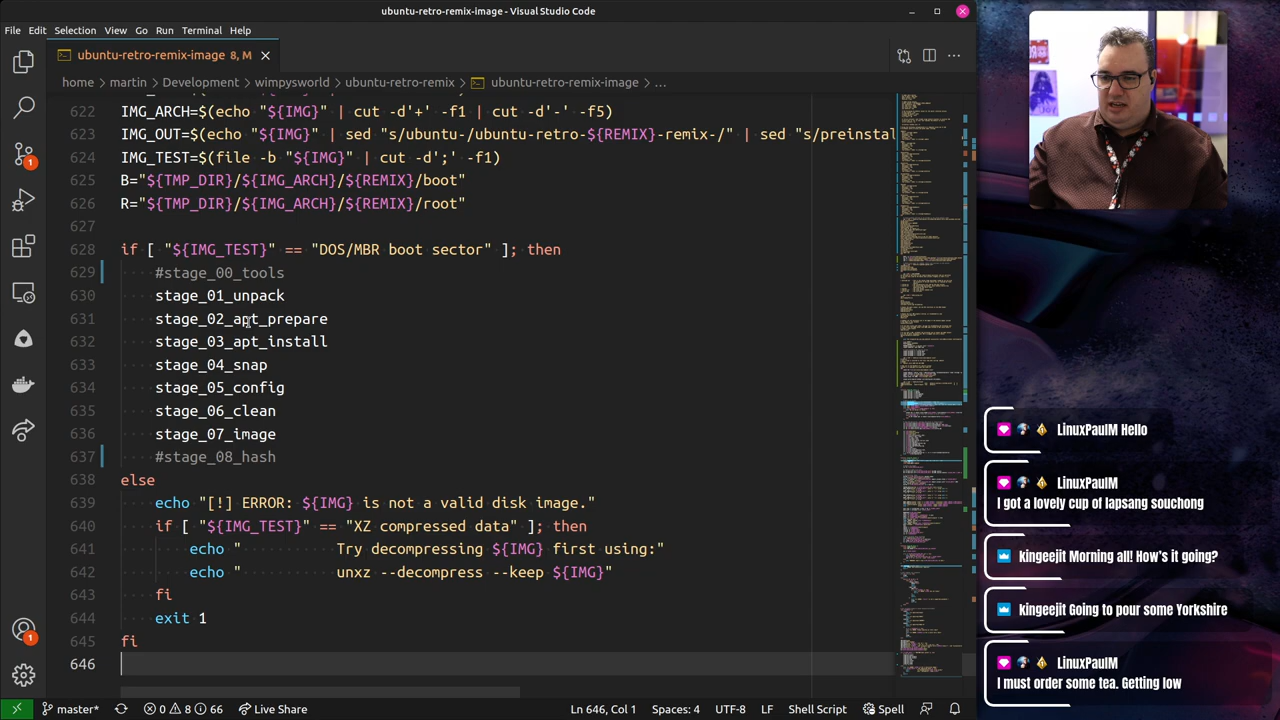 ubuntu-retro-remix-image - Visual Studio Code
File Edit Selection View Go Run Terminal Help
ubuntu-retro-remix-image 8, M
home > martin > Development > wimpysworld > ubuntu-retro-remix > ubuntu-retro-remix-image > ...
622 IMG_ARCH=$(echo "${IMG}" | cut -d'+' -f1 | cut -d'-' -f5)
623 IMG_OUT=$(echo "${IMG}" | sed "s/ubuntu-/ubuntu-retro-${REMIX}-remix-/" | sed "s/preinstal
624 IMG_TEST=$(file -b "${IMG}" | cut -d';' -f1)
625 B="${TMP_D}/${IMG_ARCH}/${REMIX}/boot"
626 R="${TMP_D}/${IMG_ARCH}/${REMIX}/root"
627
628 if [ "${IMG_TEST}" == "DOS/MBR boot sector" ]; then
629 #stage_00_tools
630 stage_01_unpack
631 stage_02_apt_prepare
632 stage_03_apt_install
633 stage_04_snap
634 stage_05_config
635 stage_06_clean
636 stage_07_image
637 #stage_08_hash
638 else
639 echo "[!] ERROR: ${IMG} is not a valid disk image."
640 if [ "${IMG_TEST}" == "XZ compressed data" ]; then
641 echo " Try decompressing ${IMG} first using:"
642 echo " unxz --decompress --keep ${IMG}"
643 fi
644 exit 1
645 fi
646
master* 0 8 66 Live Share Ln 646, Col 1 Spaces: 4 UTF-8 LF Shell Script Spell
LinuxPaulM Hello
LinuxPaulM
I got a lovely cup of lapsang souchong
kingeejit Morning all! How's it going?
kingeejit Going to pour some Yorkshire
LinuxPaulM
I must order some tea. Getting low